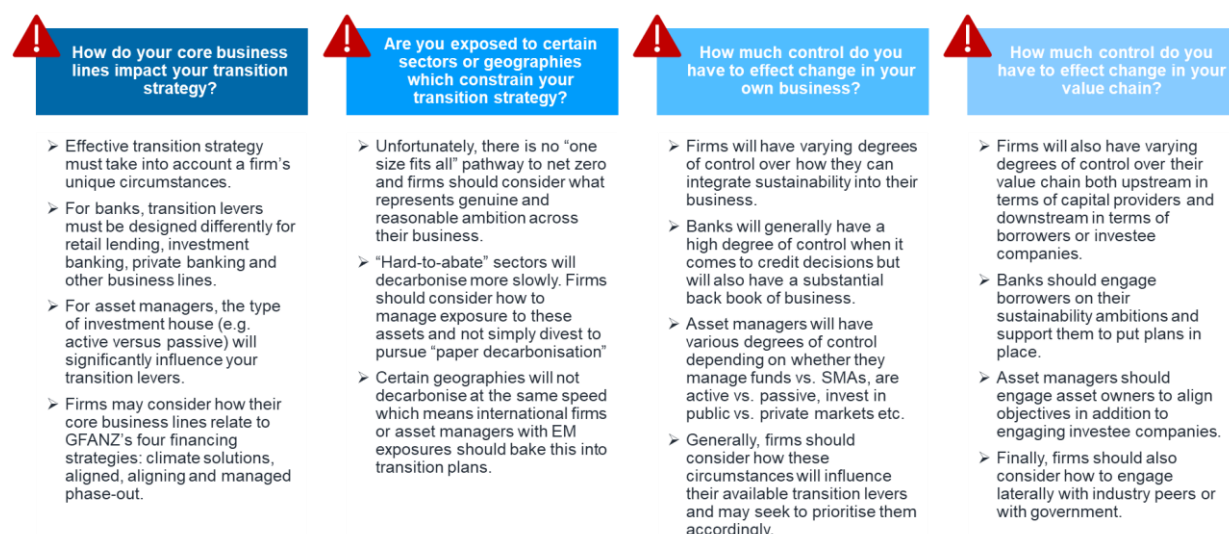 How do your core business
lines impact your transition
strategy?
➢ Effective transition strategy
must take into account a firm's
unique circumstances.
➢ For banks, transition levers
must be designed differently for
retail lending, investment
banking, private banking and
other business lines.
➢ For asset managers, the type
of investment house (e.g.
active versus passive) will
significantly influence your
transition levers.
➢ Firms may consider how their
core business lines relate to
GFANZ's four financing
strategies: climate solutions,
aligned, aligning and managed
phase-out.
Are you exposed to certain
sectors or geographies
which constrain your
transition strategy?
➢ Unfortunately, there is no “one
size fits all” pathway to net zero
and firms should consider what
represents genuine and
reasonable ambition across
their business.
➢ “Hard-to-abate” sectors will
decarbonise more slowly. Firms
should consider how to
manage exposure to these
assets and not simply divest to
pursue “paper decarbonisation”
➢ Certain geographies will not
decarbonise at the same speed
which means international firms
or asset managers with EM
exposures should bake this into
transition plans.
How much control do you
have to effect change in your
own business?
➢ Firms will have varying degrees
of control over how they can
integrate sustainability into their
business.
➢ Banks will generally have a
high degree of control when it
comes to credit decisions but
will also have a substantial
back book of business.
➢ Asset managers will have
various degrees of control
depending on whether they
manage funds vs. SMAs, are
active vs. passive, invest in
public vs. private markets etc.
➢ Generally, firms should
consider how these
circumstances will influence
their available transition levers
and may seek to prioritise them
accordingly.
How much control do you
have to effect change in your
value chain?
➢ Firms will also have varying
degrees of control over their
value chain both upstream in
terms of capital providers and
downstream in terms of
borrowers or investee
companies.
➢ Banks should engage
borrowers on their
sustainability ambitions and
support them to put plans in
place.
➢ Asset managers should
engage asset owners to align
objectives in addition to
engaging investee companies.
➢ Finally, firms should also
consider how to engage
laterally with industry peers or
with government.